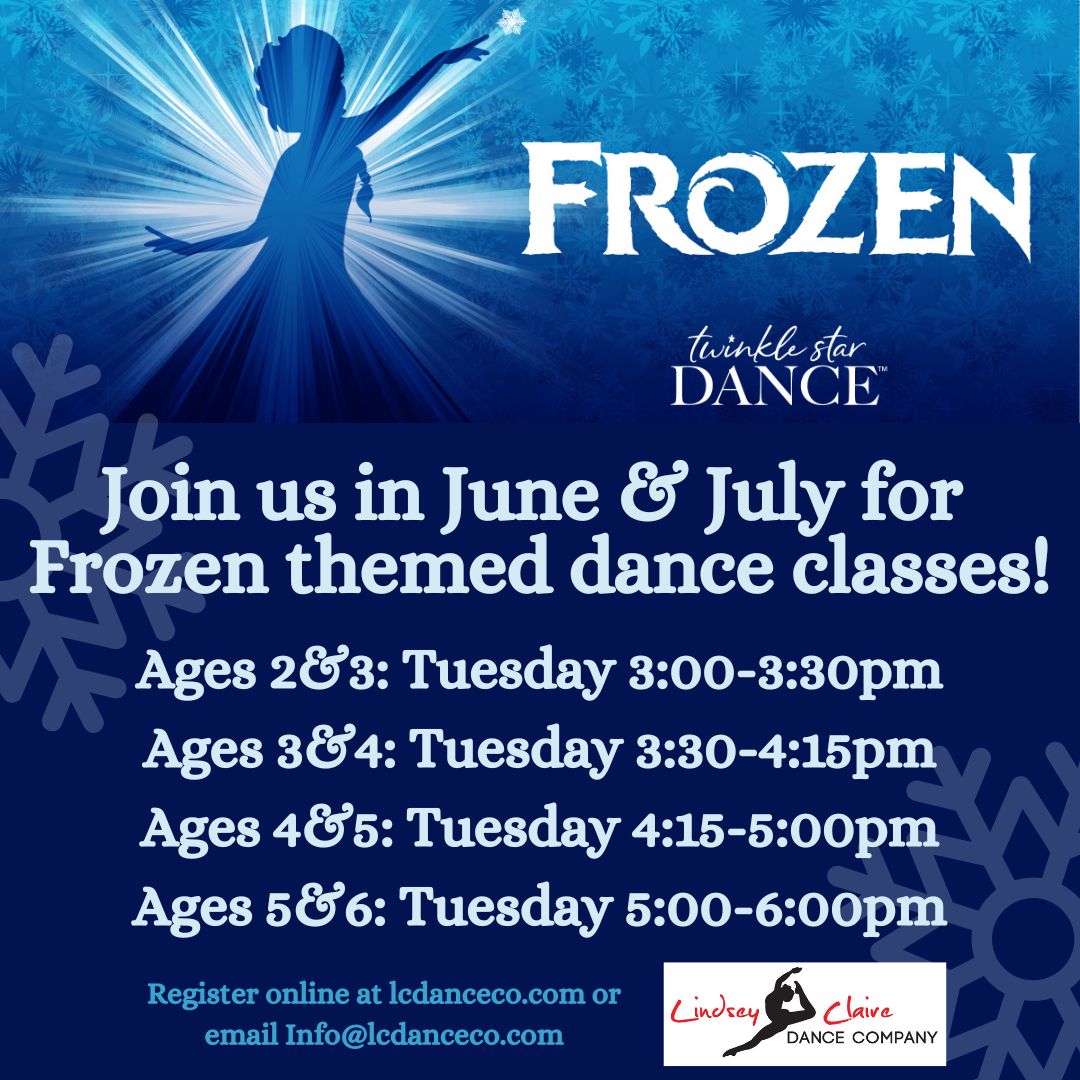 FROZEN
twinkle star
DANCE™
Join us in June & July for
Frozen themed dance classes!
Ages 2&3: Tuesday 3:00-3:30pm
Ages 3&4: Tuesday 3:30-4:15pm
Ages 4&5: Tuesday 4:15-5:00pm
Ages 5&6: Tuesday 5:00-6:00pm
Register online at lcdanceco.com or
email Info@lcdanceco.com
Lindsey Claire
DANCE COMPANY